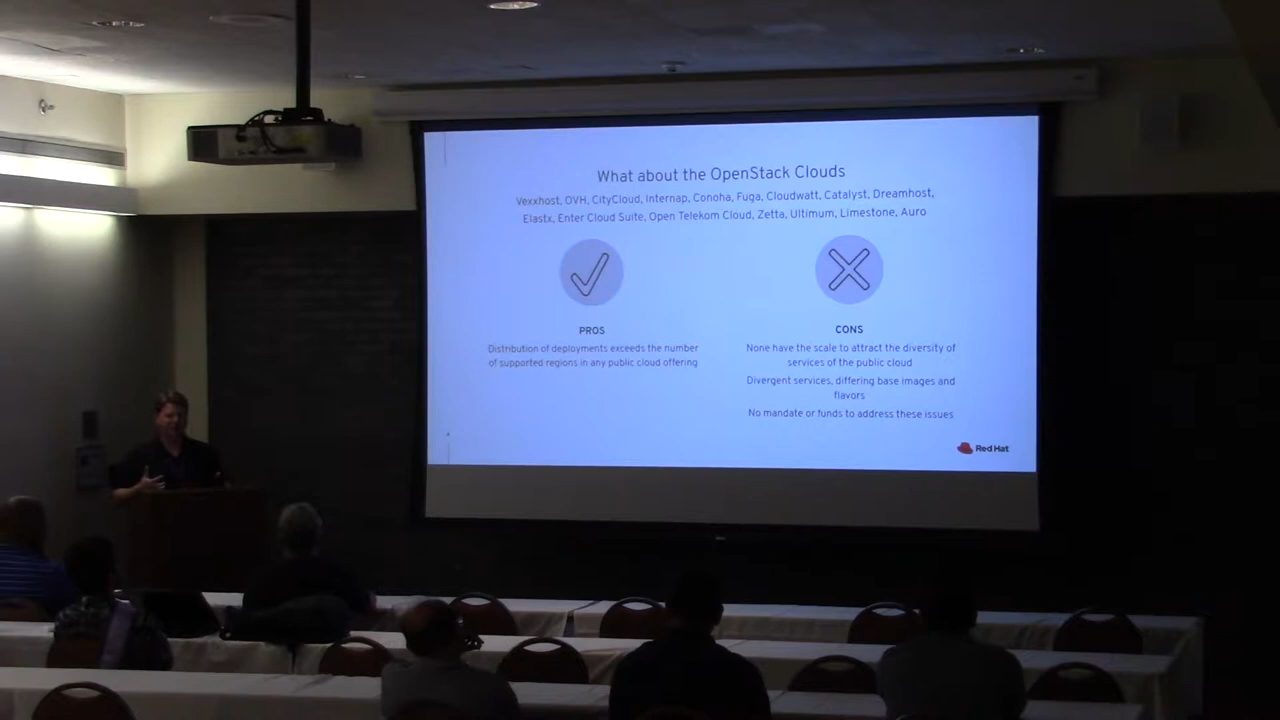 What about the OpenStack Clouds
Vexxhost, OVH, CityCloud, Internap, Conoha, Fuga, Cloudwatt, Catalyst, Dreamhost,
Elastx, Enter Cloud Suite, Open Telekom Cloud, Zetta, Ultimum, Limestone, Auro
PROS
Distribution of deployments exceeds the number
of supported regions in any public cloud offering
CONS
None have the scale to attract the diversity of
services of the public cloud
Divergent services, differing base images and
flavors
No mandate or funds to address these issues
Red Hat